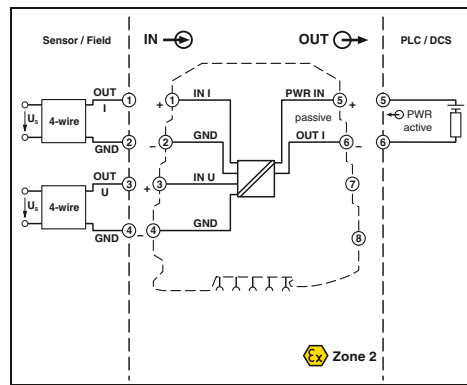 Sensor / Field IN OUT PLC / DCS
OUT
I
1
+ 1 IN I
PWR IN 5 +
5
Us
4-wire
passive
PWR
active
GND
2
– 2 GND
OUT I 6 –
6
OUT
U
3
+ 3 IN U
7
Us
4-wire
GND
4
– 4 GND
8
Ex Zone 2